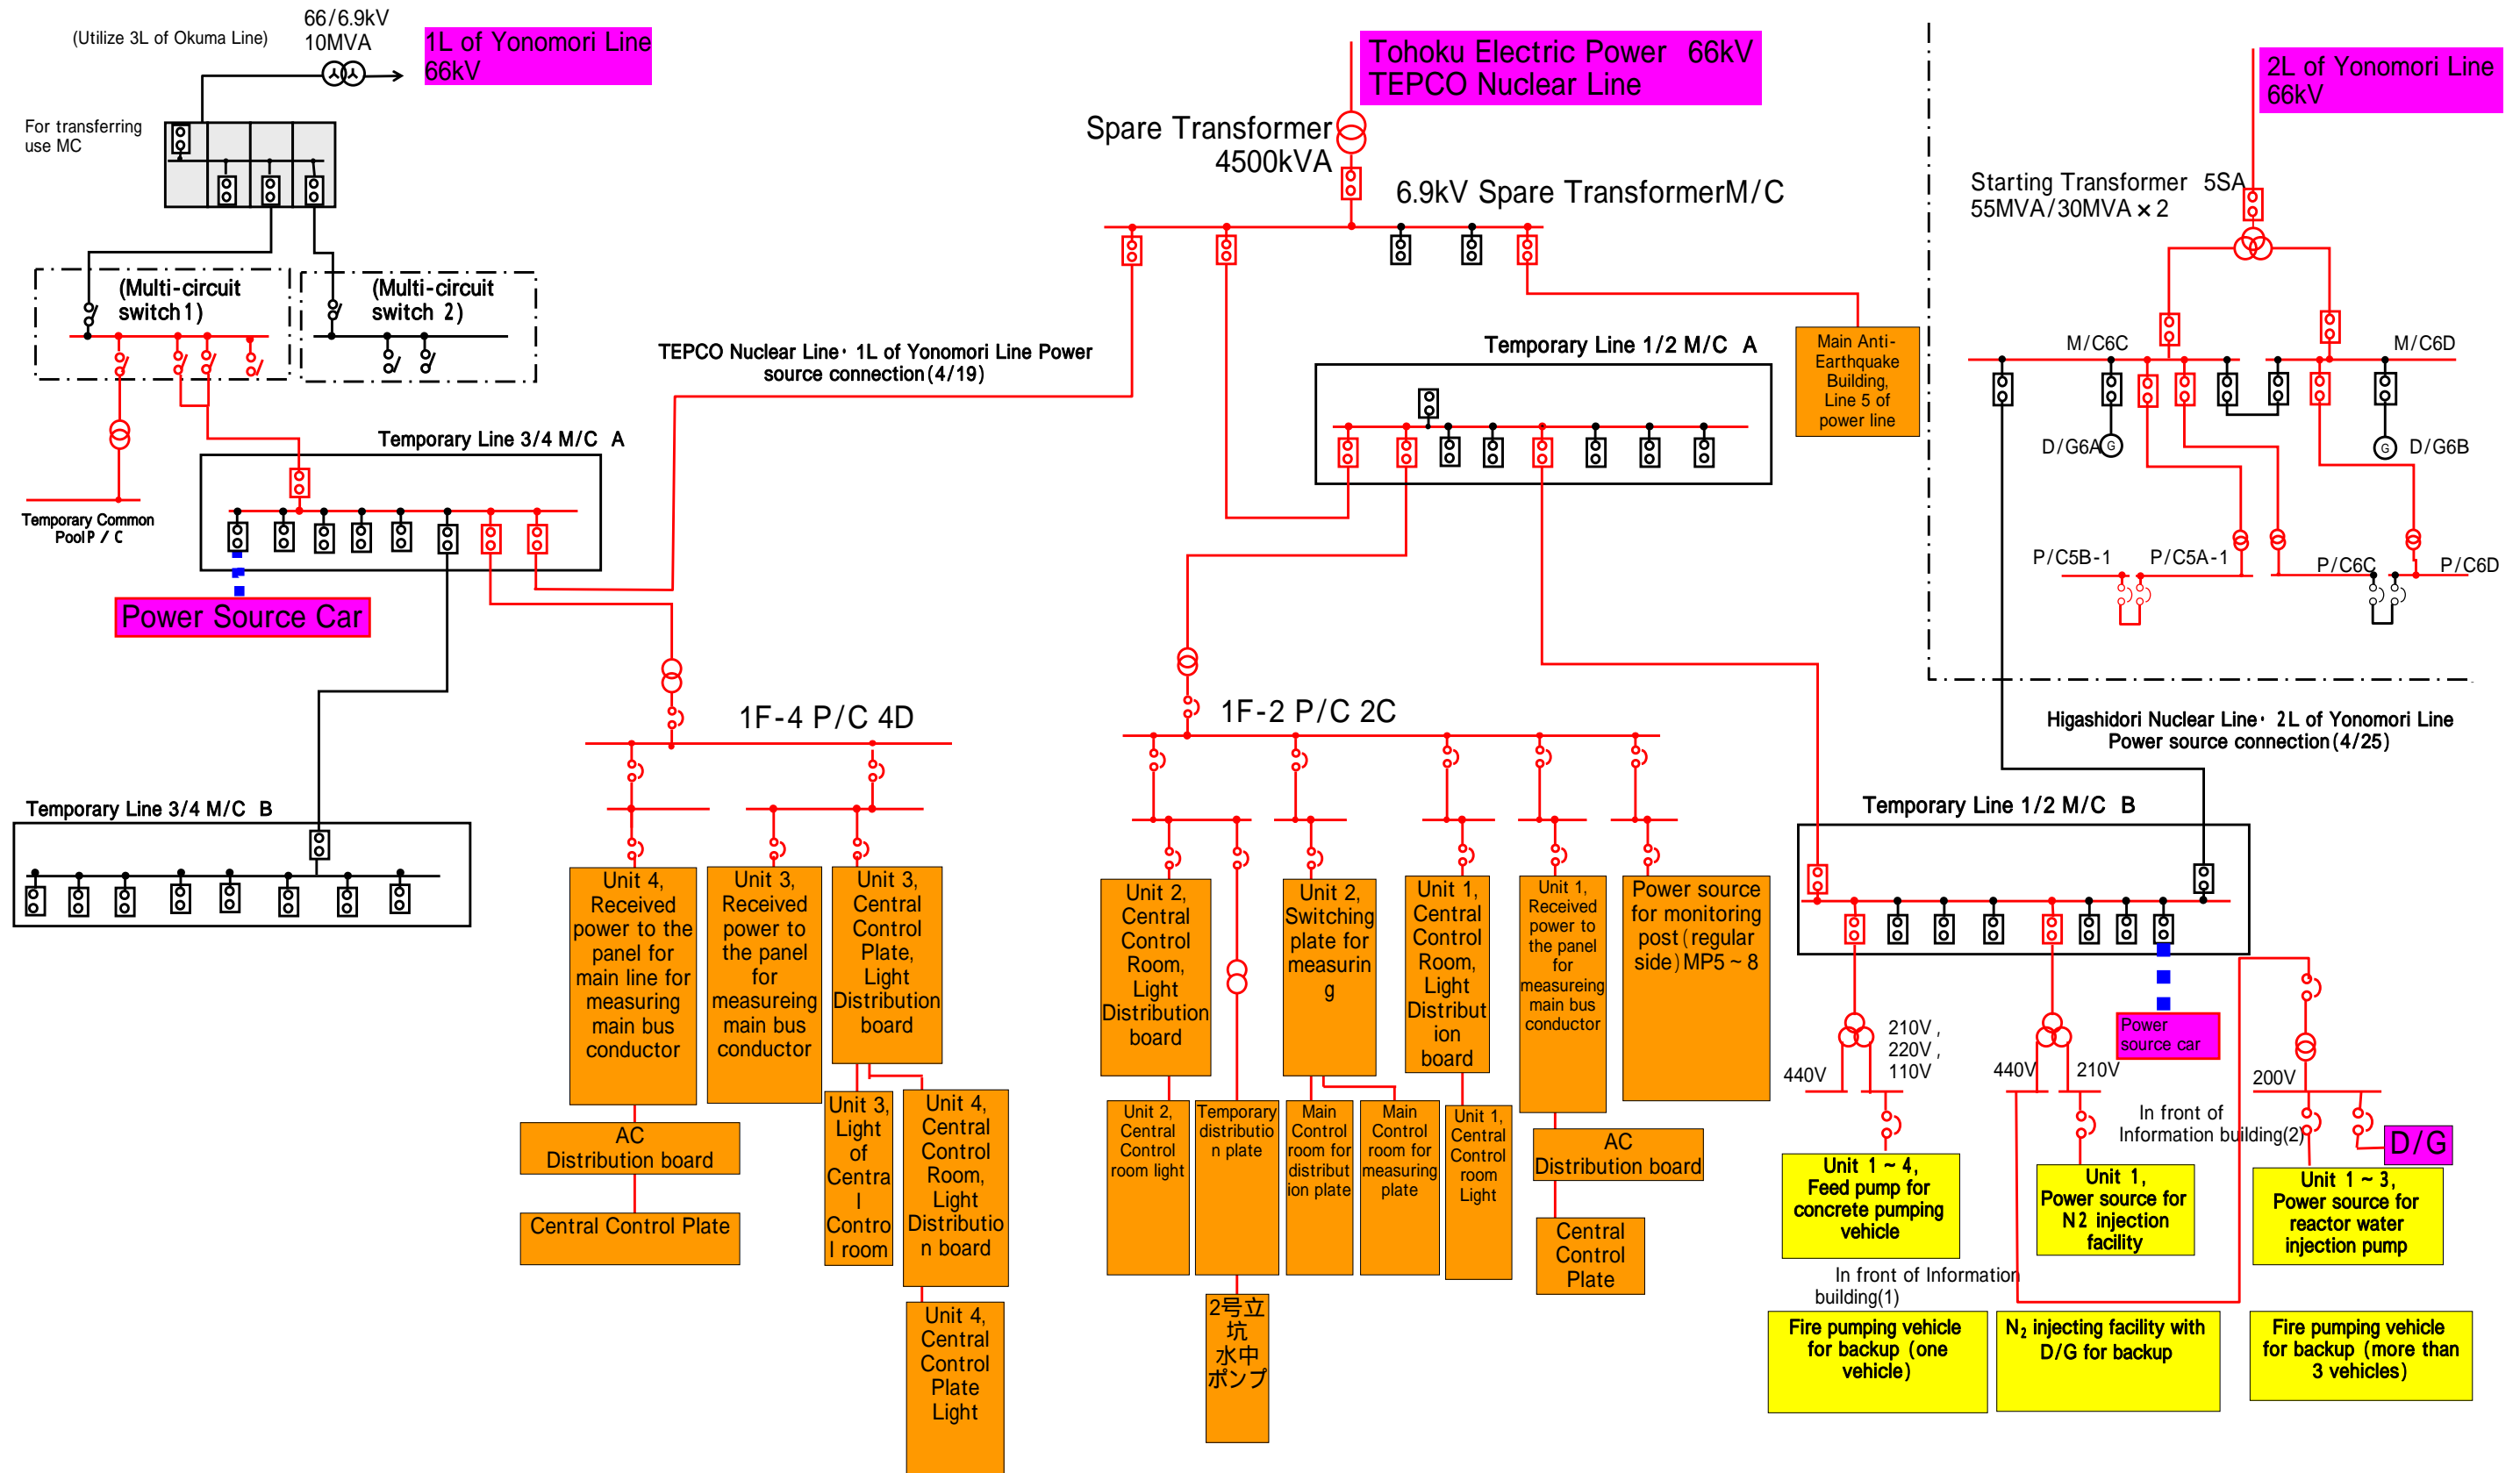 (Utilize 3L of Okuma Line)
66/6.9kV
10MVA
1L of Yonomori Line
66kV
For transferring
use MC
(Multi-circuit
switch1)
(Multi-circuit
switch 2)
Tohoku Electric Power 66kV
TEPCO Nuclear Line
Spare Transformer
4500kVA
6.9kV Spare TransformerM/C
2L of Yonomori Line
66kV
Starting Transformer 5SA
55MVA/30MVA×2
M/C6C
M/C6D
D/G6A
G
G
D/G6B
P/C5B-1
P/C5A-1
P/C6C
P/C6D
TEPCO Nuclear Line・ 1L of Yonomori Line Power
source connection(4/19)
Temporary Line 1/2 M/C A
Main Anti-
Earthquake
Building,
Line 5 of
power line
Temporary Line 3/4 M/C A
Temporary Common
PoolP / C
Power Source Car
1F-4 P/C 4D
1F-2 P/C 2C
Higashidori Nuclear Line・ 2L of Yonomori Line
Power source connection(4/25)
Temporary Line 3/4 M/C B
Temporary Line 1/2 M/C B
Unit 4,
Received
power to the
panel for
main line for
measuring
main bus
conductor
Unit 3,
Received
power to
the panel
for
measureing
main bus
conductor
Unit 3,
Central
Control
Plate,
Light
Distribution
board
AC
Distribution board
Central Control Plate
Unit 3,
Light
of
Centra
l
Contro
l room
Unit 4,
Central
Control
Room,
Light
Distributio
n board
Unit 4,
Central
Control
Plate
Light
Unit 2,
Central
Control
Room,
Light
Distribution
board
Unit 2,
Switching
plate for
measurin
g
Unit 1,
Central
Control
Room,
Light
Distribut
ion
board
Unit 1,
Received
power to
the panel
for
measureing
main bus
conductor
Power source
for monitoring
post(regular
side)MP5~8
Unit 2,
Central
Control
room light
Temporary
distributio
n plate
Main
Control
room for
distribut
ion plate
Main
Control
room for
measuring
plate
Unit 1,
Central
Control
room
Light
AC
Distribution board
Central
Control
Plate
2号立
坑
水中
ポンプ
440V
210V,
220V,
110V
440V
210V
Power
source car
200V
In front of
Information building(2)
D/G
Unit 1~4,
Feed pump for
concrete pumping
vehicle
Unit 1,
Power source for
N2 injection
facility
Unit 1~3,
Power source for
reactor water
injection pump
In front of Information
building(1)
Fire pumping vehicle
for backup (one
vehicle)
N₂ injecting facility with
D/G for backup
Fire pumping vehicle
for backup (more than
3 vehicles)